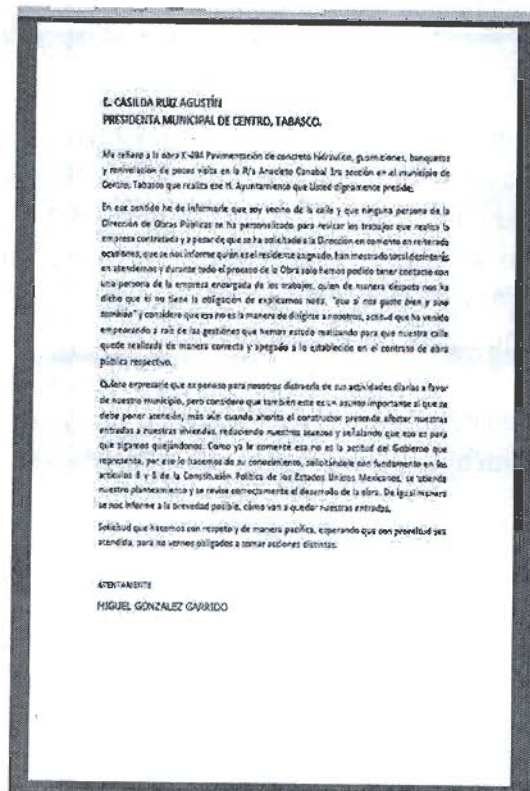 C. CASILDA RUIZ AGUSTÍN
PRESIDENTA MUNICIPAL DE CENTRO, TABASCO.
Me refiero a la obra K-494 Pavimentación de concreto hidráulico, guarniciones, banquetas
y renivelación de pozos visita en la R/a Anacleto Canabal 1ra sección en el municipio de
Centro, Tabasco que realiza ese H. Ayuntamiento que Usted dignamente preside.
En ese sentido he de informarle que soy vecino de la calle y que ninguna persona de la
Dirección de Obras Públicas se ha personalizado para revisar los trabajos que realiza la
empresa contratada y a pesar de que se ha solicitado a la Dirección en comento en reiterada
ocasiones, que se nos informe quién es el residente asignado, han mostrado total desinterés
en atendernos y durante todo el proceso de la Obra solo hemos podido tener contacto con
una persona de la empresa encargada de los trabajos, quien de manera déspota nos ha
dicho que él no tiene la obligación de explicarnos nada, "que si nos gusta bien y sino
también" y considero que esa no es la manera de dirigirse a nosotros, actitud que ha venido
empeorando a raíz de las gestiones que hemos estado realizando para que nuestra calle
quede realizada de manera correcta y apegado a lo establecido en el contrato de obra
pública respectivo.
Quiero expresarle que es penoso para nosotros distraerla de sus actividades diarias a favor
de nuestro municipio, pero considero que también este es un asunto importante al que se
debe poner atención, más aún cuando ahorita el constructor pretende afectar nuestras
entradas a nuestras viviendas, reduciendo nuestros accesos y señalando que eso es para
que sigamos quejándonos. Como ya le comenté esa no es la actitud del Gobierno que
representa, por eso lo hacemos de su conocimiento, solicitándole con fundamento en los
artículos 6 y 8 de la Constitución Política de los Estados Unidos Mexicanos, se atienda
nuestro planteamiento y se revise correctamente el desarrollo de la obra. De igual manera
se nos informe a la brevedad posible, cómo van a quedar nuestras entradas.
Solicitud que hacemos con respeto y de manera pacífica, esperando que con prontitud sea
atendida, para no vernos obligados a tomar acciones distintas.
ATENTAMENTE
MIGUEL GONZALEZ GARRIDO